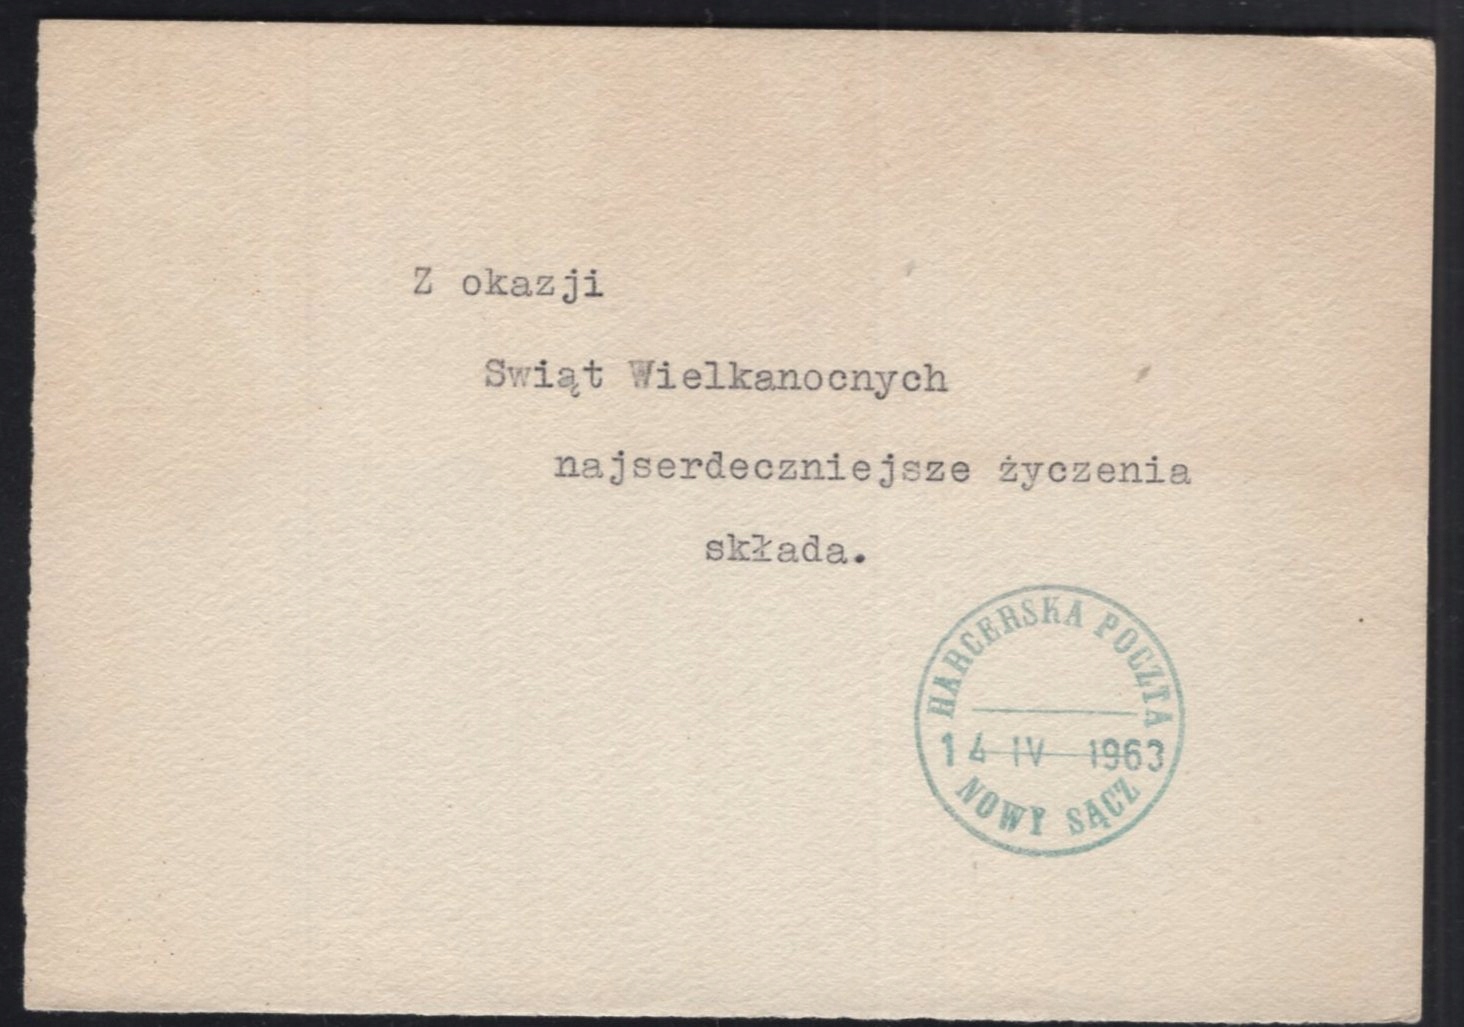 Z okazji
Swiąt Wielkanocnych
najserdeczniejsze życzenia
składa.
HARCERSKA POCZTA
14 IV 1963
NOWY SĄCZ